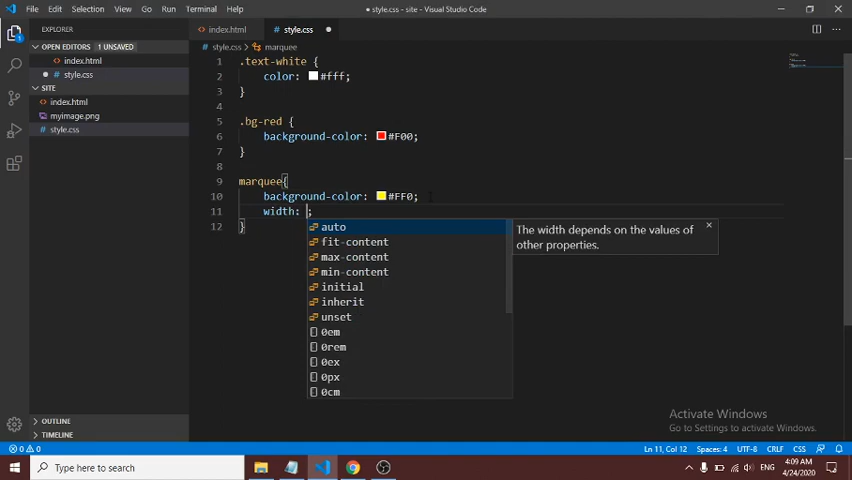 File Edit Selection View Go Run Terminal Help
● style.css - site - Visual Studio Code
EXPLORER
OPEN EDITORS 1 UNSAVED
index.html
style.css
SITE
index.html
myimage.png
style.css
OUTLINE
TIMELINE
index.html style.css
style.css > marquee
1 .text-white {
2 color: #fff;
3 }
4
5 .bg-red {
6 background-color: #F00;
7 }
8
9 marquee{
10 background-color: #FF0;
11 width: ;
12 }
auto
fit-content
max-content
min-content
initial
inherit
unset
0em
0rem
0ex
0px
0cm
The width depends on the values of
other properties.
Activate Windows
Go to Settings to activate Windows.
0 0 Ln 11, Col 12 Spaces: 4 UTF-8 CRLF CSS
Type here to search
ENG
4:09 AM
4/24/2020